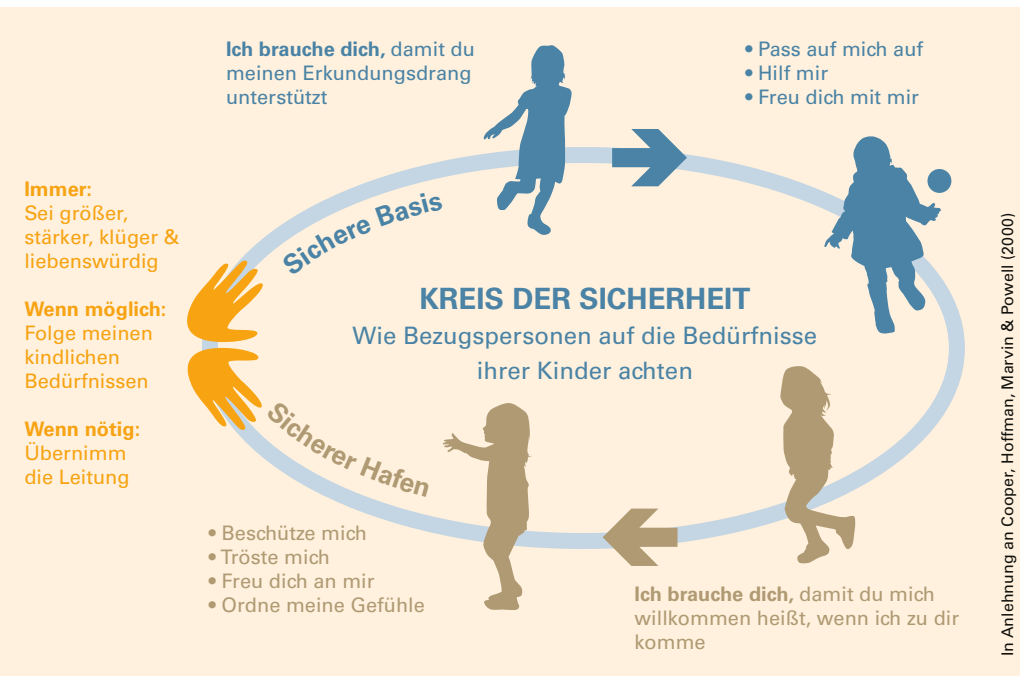 Ich brauche dich, damit du
meinen Erkundungsdrang
unterstützt
• Pass auf mich auf
• Hilf mir
• Freu dich mit mir
Immer:
Sei größer,
stärker, klüger &
liebenswürdig
Wenn möglich:
Folge meinen
kindlichen
Bedürfnissen
Wenn nötig:
Übernimm
die Leitung
Sichere Basis
KREIS DER SICHERHEIT
Wie Bezugspersonen auf die Bedürfnisse
ihrer Kinder achten
Sicherer Hafen
• Beschütze mich
• Tröste mich
• Freu dich an mir
• Ordne meine Gefühle
Ich brauche dich, damit du mich
willkommen heißt, wenn ich zu dir
komme
In Anlehnung an Cooper, Hoffman, Marvin & Powell (2000)